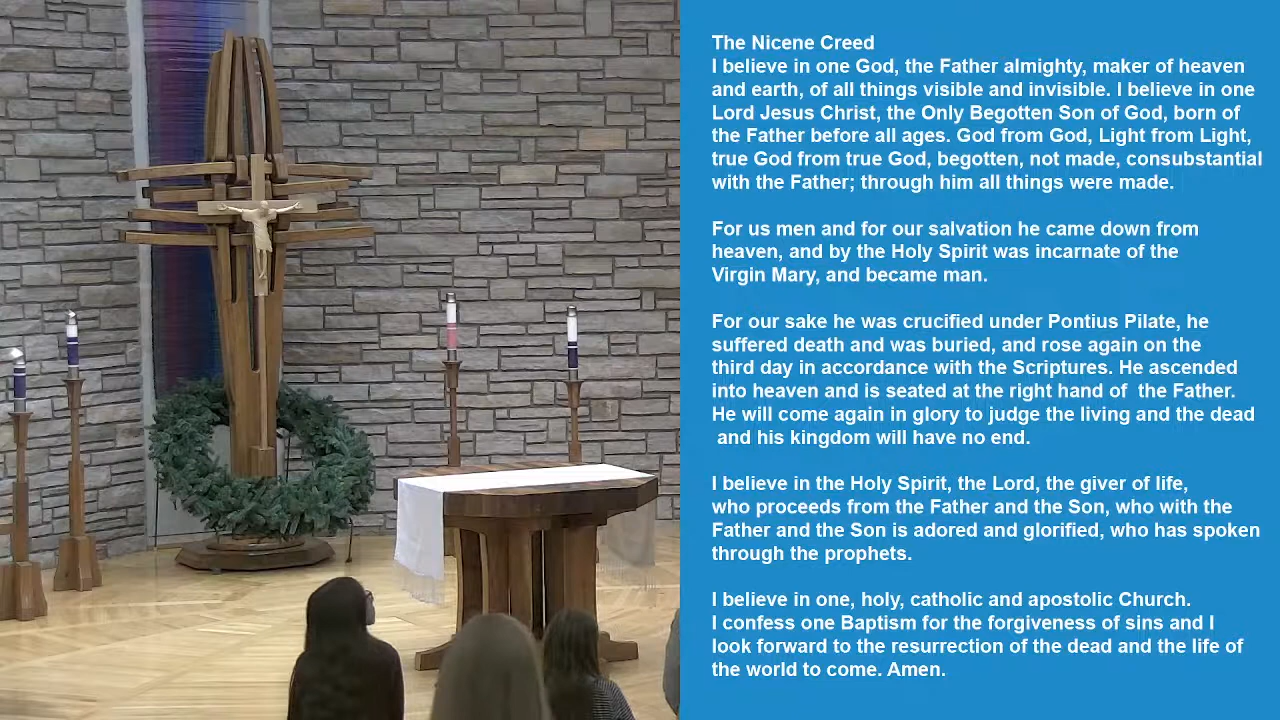 The Nicene Creed
I believe in one God, the Father almighty, maker of heaven
and earth, of all things visible and invisible. I believe in one
Lord Jesus Christ, the Only Begotten Son of God, born of
the Father before all ages. God from God, Light from Light,
true God from true God, begotten, not made, consubstantial
with the Father; through him all things were made.
For us men and for our salvation he came down from
heaven, and by the Holy Spirit was incarnate of the
Virgin Mary, and became man.
For our sake he was crucified under Pontius Pilate, he
suffered death and was buried, and rose again on the
third day in accordance with the Scriptures. He ascended
into heaven and is seated at the right hand of  the Father.
He will come again in glory to judge the living and the dead
and his kingdom will have no end.
I believe in the Holy Spirit, the Lord, the giver of life,
who proceeds from the Father and the Son, who with the
Father and the Son is adored and glorified, who has spoken
through the prophets.
I believe in one, holy, catholic and apostolic Church.
I confess one Baptism for the forgiveness of sins and I
look forward to the resurrection of the dead and the life of
the world to come. Amen.